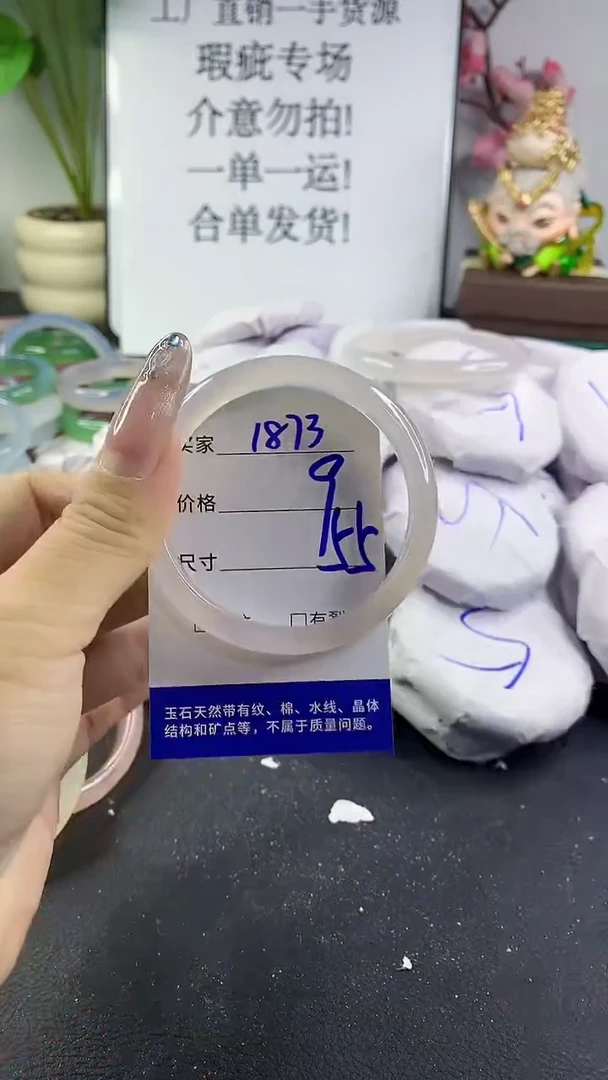 工厂直销一手货源
瑕疵专场
介意勿拍!
一单一运!
合单发货!
买家 1873
价格 9
尺寸 55
有裂
玉石天然带有纹、棉、水线、晶体
结构和矿点等，不属于质量问题。